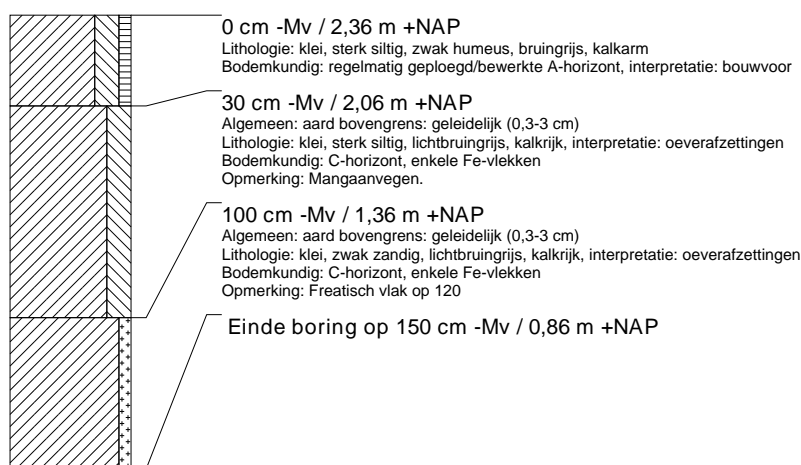 0 cm -Mv / 2,36 m +NAP
Lithologie: klei, sterk siltig, zwak humeus, bruingrijs, kalkarm
Bodemkundig: regelmatig geploegd/bewerkte A-horizont, interpretatie: bouwvoor
30 cm -Mv / 2,06 m +NAP
Algemeen: aard bovengrens: geleidelijk (0,3-3 cm)
Lithologie: klei, sterk siltig, lichtbruingrijs, kalkrijk, interpretatie: oeverafzettingen
Bodemkundig: C-horizont, enkele Fe-vlekken
Opmerking: Mangaanvegen.
100 cm -Mv / 1,36 m +NAP
Algemeen: aard bovengrens: geleidelijk (0,3-3 cm)
Lithologie: klei, zwak zandig, lichtbruingrijs, kalkrijk, interpretatie: oeverafzettingen
Bodemkundig: C-horizont, enkele Fe-vlekken
Opmerking: Freatisch vlak op 120
Einde boring op 150 cm -Mv / 0,86 m +NAP